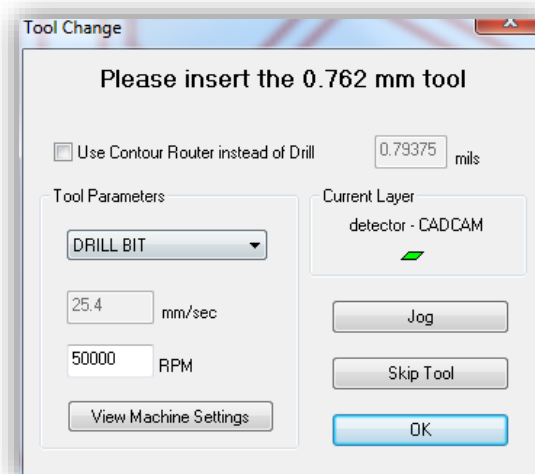 Tool Change
Please insert the 0.762 mm tool
Use Contour Router instead of Drill 0.79375 mils
Tool Parameters
DRILL BIT
25.4 mm/sec
50000 RPM
View Machine Settings
Current Layer
detector - CADCAM
Jog
Skip Tool
OK